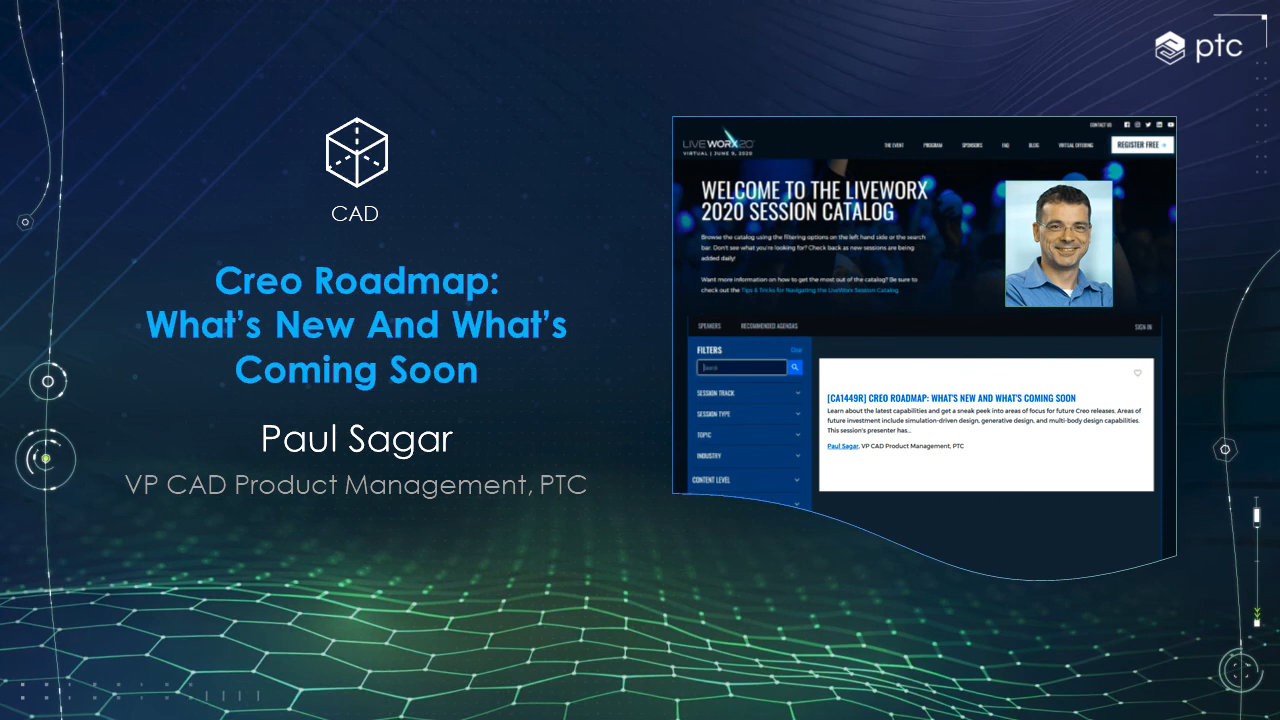 ptc
CAD
Creo Roadmap:
What's New And What's
Coming Soon
Paul Sagar
VP CAD Product Management, PTC
CONTACT US
LIVEWORX20
VIRTUAL | JUNE 9, 2020
THE EVENT PROGRAM SPONSORS FAQ BLOG VIRTUAL OFFERING REGISTER FREE
WELCOME TO THE LIVEWORX
2020 SESSION CATALOG
Browse the catalog using the filtering options on the left hand side or the search
bar. Don't see what you're looking for? Check back as new sessions are being
added daily!
Want more information on how to get the most out of the catalog? Be sure to
check out the Tips & Tricks for Navigating the LiveWorx Session Catalog
SPEAKERS RECOMMENDED AGENDAS SIGN IN
FILTERS Clear
Search
SESSION TRACK
SESSION TYPE
TOPIC
INDUSTRY
CONTENT LEVEL
[CA1449R] CREO ROADMAP: WHAT'S NEW AND WHAT'S COMING SOON
Learn about the latest capabilities and get a sneak peek into areas of focus for future Creo releases. Areas of
future investment include simulation-driven design, generative design, and multi-body design capabilities.
This session's presenter has...
Paul Sagar, VP CAD Product Management, PTC